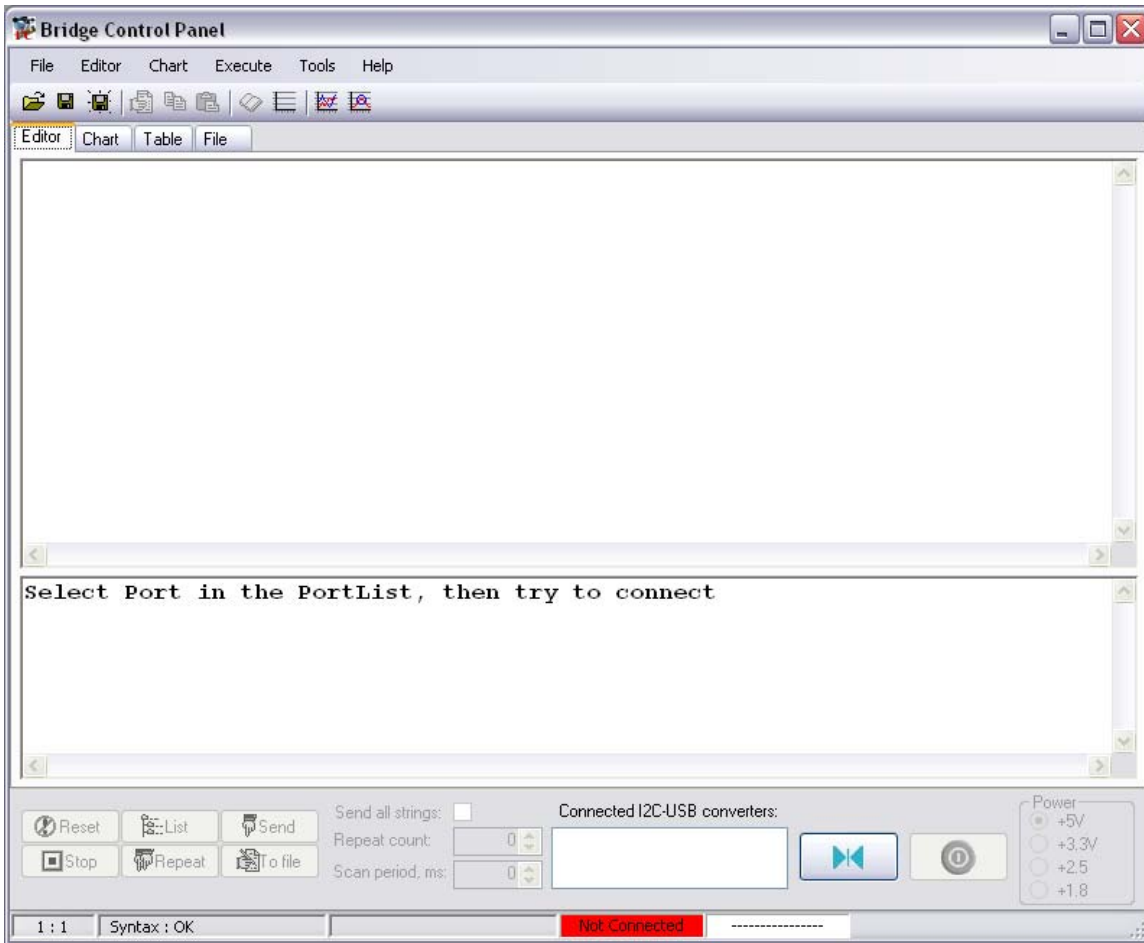 Bridge Control Panel
File Editor Chart Execute Tools Help
Editor Chart Table File
Select Port in the PortList, then try to connect
Reset List Send
Stop Repeat To file
Send all strings:
Repeat count: 0
Scan period, ms: 0
Connected I2C-USB converters:
Power
+5V
+3.3V
+2.5
+1.8
1 : 1 Syntax : OK Not Connected ----------------